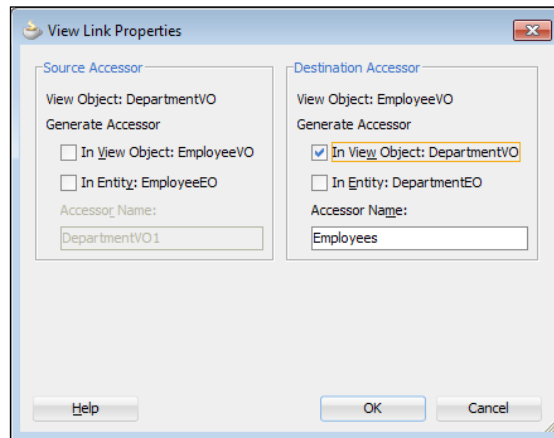 View Link Properties
Source Accessor
View Object: DepartmentVO
Generate Accessor
In View Object: EmployeeVO
In Entity: EmployeeEO
Accessor Name:
DepartmentVO1
Destination Accessor
View Object: EmployeeVO
Generate Accessor
In View Object: DepartmentVO
In Entity: DepartmentEO
Accessor Name:
Employees
Help
OK
Cancel